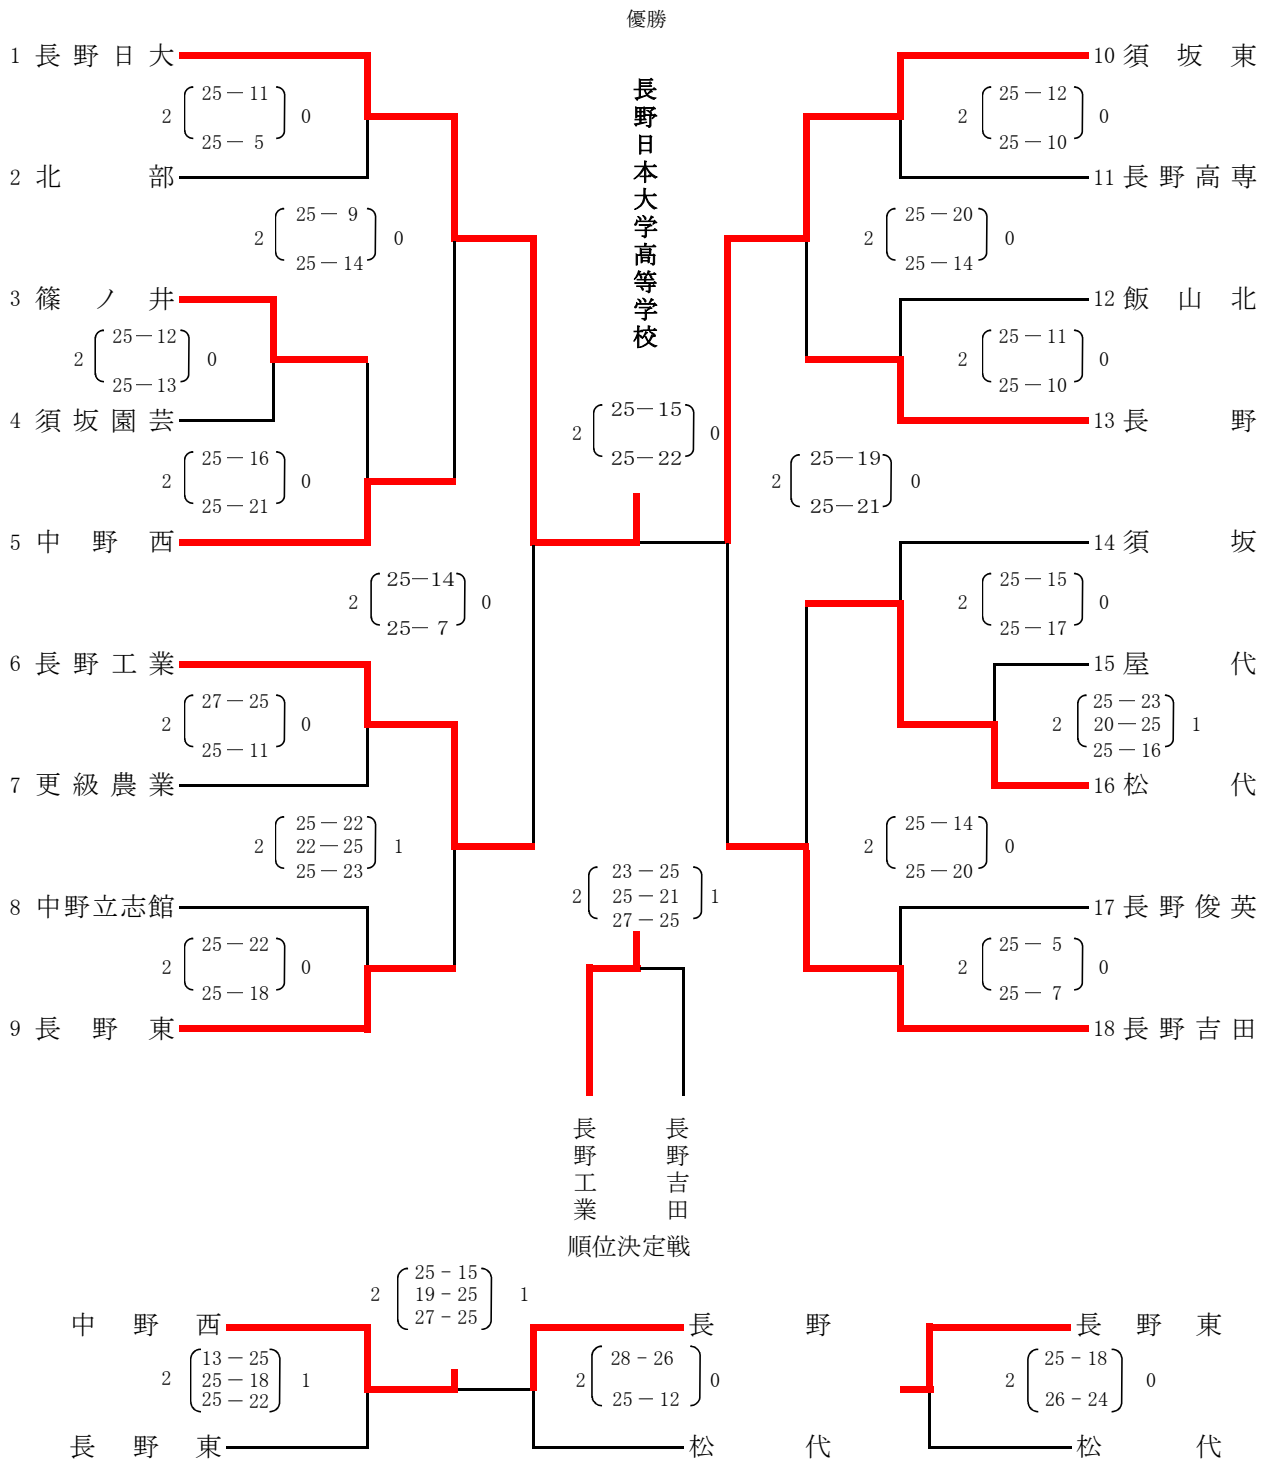 優勝
長野日本大学高等学校
1 長野日大
2 25－11 0
25－ 5
2 北部
2 25－ 9 0
25－14
3 篠ノ井
2 25－12 0
25－13
4 須坂園芸
2 25－16 0
25－21
5 中野西
2 25－14 0
25－ 7
6 長野工業
2 27－25 0
25－11
7 更級農業
2 25－22 1
22－25
25－23
8 中野立志館
2 25－22 0
25－18
9 長野東
2 25－15 0
25－22
10 須坂東
2 25－12 0
25－10
11 長野高専
2 25－20 0
25－14
12 飯山北
2 25－11 0
25－10
13 長野
2 25－19 0
25－21
14 須坂
2 25－15 0
25－17
15 屋代
2 25－23 1
20－25
25－16
16 松代
2 25－14 0
25－20
17 長野俊英
2 25－ 5 0
25－ 7
18 長野吉田
2 23－25 1
25－21
27－25
長野工業
長野吉田
順位決定戦
2 25-15 1
19-25
27-25
中野西
2 13－25 1
25－18
25－22
長野東
長野
2 28-26 0
25－12
松代
長野東
2 25-18 0
26-24
松代